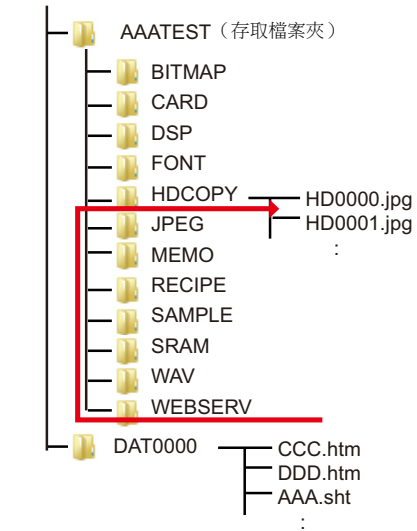 AAATEST（存取檔案夾）
BITMAP
CARD
DSP
FONT
HDCOPY
HD0000.jpg
JPEG
HD0001.jpg
:
MEMO
RECIPE
SAMPLE
SRAM
WAV
WEBSERV
DAT0000
CCC.htm
DDD.htm
AAA.sht
: